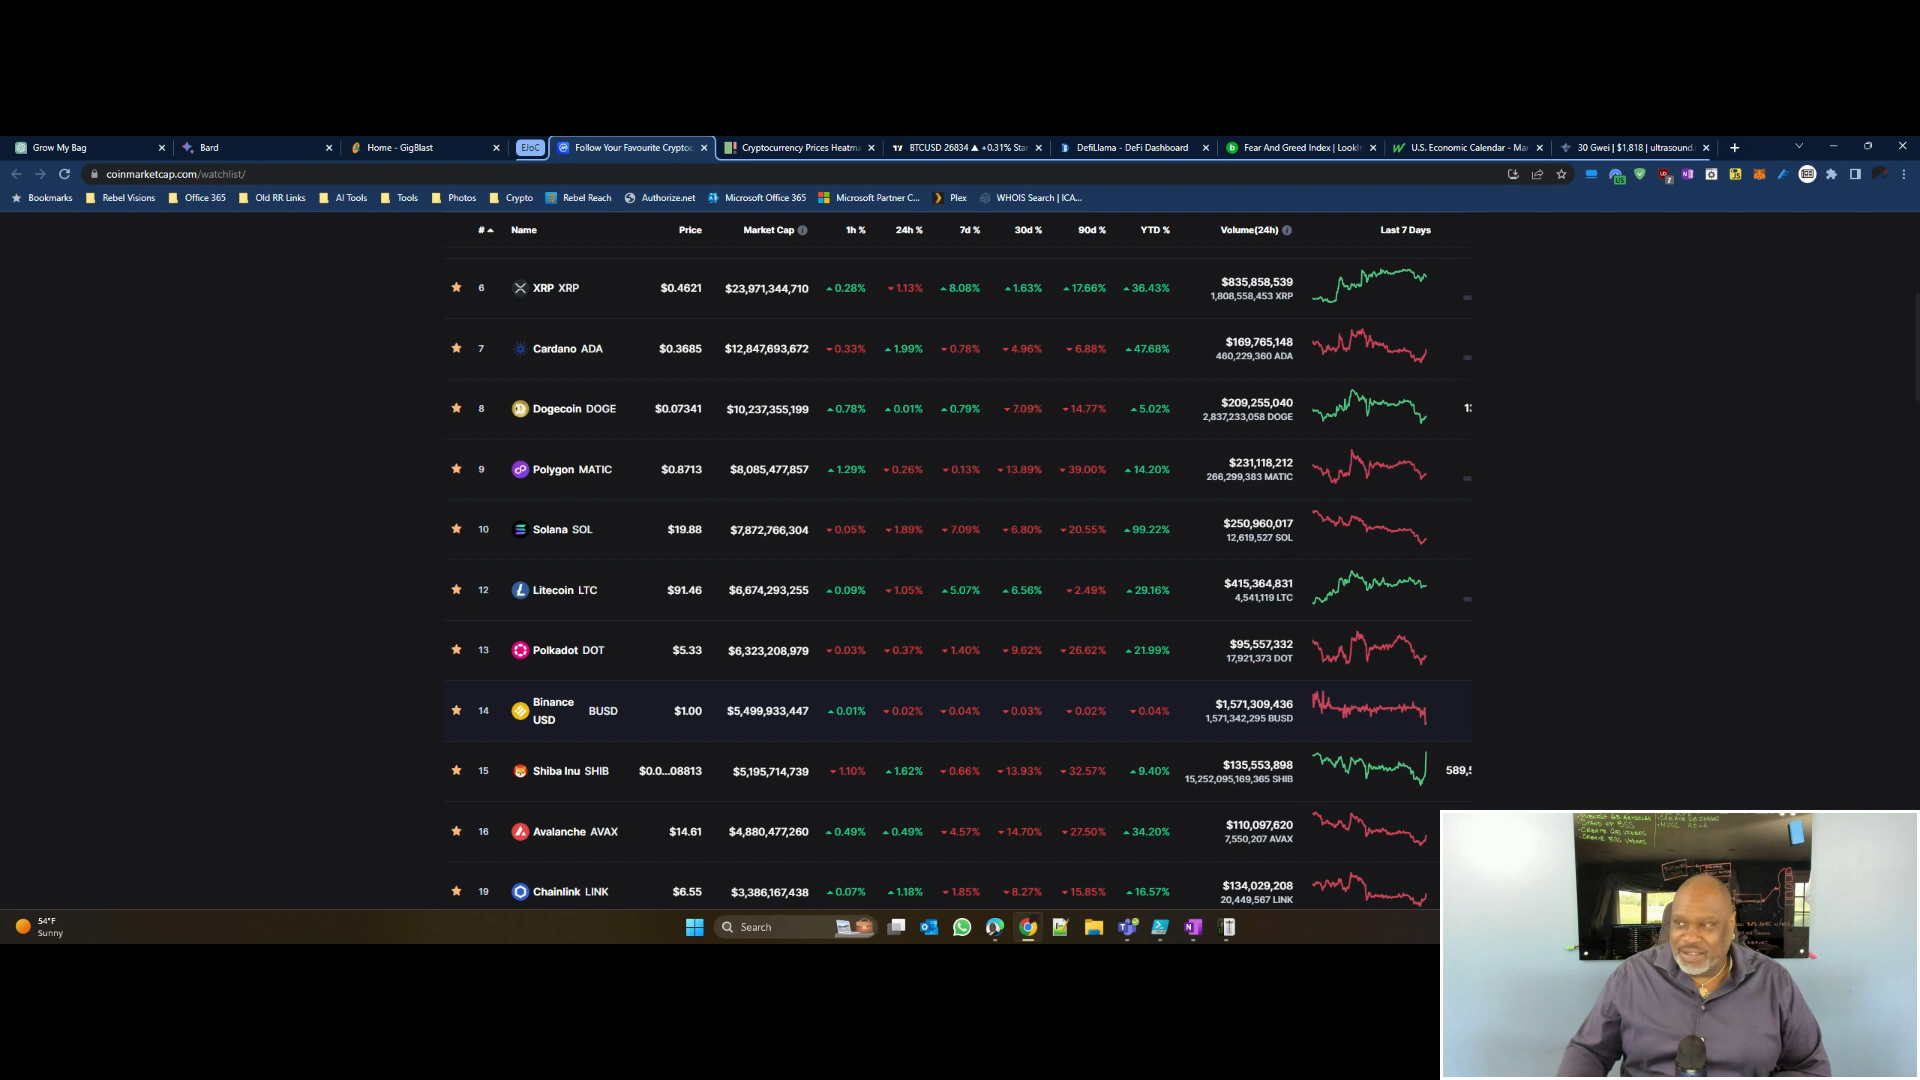 Grow My Bag
Bard
Home - GigBlast
EJoC
Follow Your Favourite Cryptoc
Cryptocurrency Prices Heatma
BTCUSD 26834 ▲ +0.31% Star
DefiLlama - DeFi Dashboard
Fear And Greed Index | LookIn
U.S. Economic Calendar - Mar
30 Gwei | $1,818 | ultrasound.
coinmarketcap.com/watchlist/
Bookmarks
Rebel Visions
Office 365
Old RR Links
AI Tools
Tools
Photos
Crypto
Rebel Reach
Authorize.net
Microsoft Office 365
Microsoft Partner C...
Plex
WHOIS Search | ICA...
# Name Price Market Cap 1h % 24h % 7d % 30d % 90d % YTD % Volume(24h) Last 7 Days
6 XRP XRP $0.4621 $23,971,344,710 0.28% 1.13% 8.08% 1.63% 17.66% 36.43% $835,858,539
1,808,558,453 XRP
7 Cardano ADA $0.3685 $12,847,693,672 0.33% 1.99% 0.78% 4.96% 6.88% 47.68% $169,765,148
460,229,360 ADA
8 Dogecoin DOGE $0.07341 $10,237,355,199 0.78% 0.01% 0.79% 7.09% 14.77% 5.02% $209,255,040
2,837,233,058 DOGE
9 Polygon MATIC $0.8713 $8,085,477,857 1.29% 0.26% 0.13% 13.89% 39.00% 14.20% $231,118,212
266,299,383 MATIC
10 Solana SOL $19.88 $7,872,766,304 0.05% 1.89% 7.09% 6.80% 20.55% 99.22% $250,960,017
12,619,527 SOL
12 Litecoin LTC $91.46 $6,674,293,255 0.09% 1.05% 5.07% 6.56% 2.49% 29.16% $415,364,831
4,541,119 LTC
13 Polkadot DOT $5.33 $6,323,208,979 0.03% 0.37% 1.40% 9.62% 26.62% 21.99% $95,557,332
17,921,373 DOT
14 Binance USD BUSD $1.00 $5,499,933,447 0.01% 0.02% 0.04% 0.03% 0.02% 0.04% $1,571,309,436
1,571,342,295 BUSD
15 Shiba Inu SHIB $0.0...08813 $5,195,714,739 1.10% 1.62% 0.66% 13.93% 32.57% 9.40% $135,553,898 589,5
15,252,095,169,365 SHIB
16 Avalanche AVAX $14.61 $4,880,477,260 0.49% 0.49% 4.57% 14.70% 27.50% 34.20% $110,097,620
7,550,207 AVAX
19 Chainlink LINK $6.55 $3,386,167,438 0.07% 1.18% 1.85% 8.27% 15.85% 16.57% $134,029,208
20,449,567 LINK
54°F
Sunny
Search